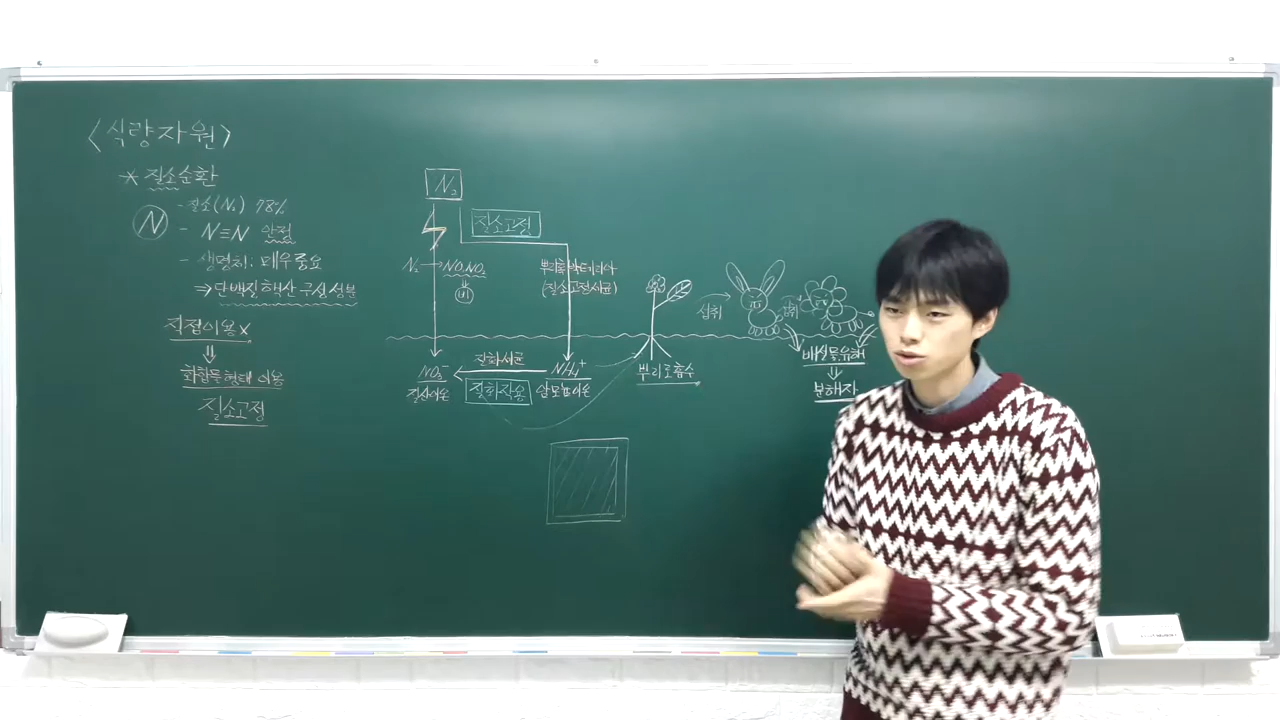 <식량자원>
* 질소순환
N
- 질소(N₂) 78%
- N≡N 안정
- 생명체: 매우 중요
⇒ 단백질 핵산 구성성분
직접이용 x
⇓
화합물 형태 이용
질소고정
N₂
질소고정
N₂ → NO, NO₂
⇓
비
뿌리혹박테리아
(질소고정세균)
NO₃⁻
질산이온
질화세균
질화작용
NH₄⁺
암모늄이온
뿌리로 흡수
섭취
섭취
배설물 유해
⇓
분해자